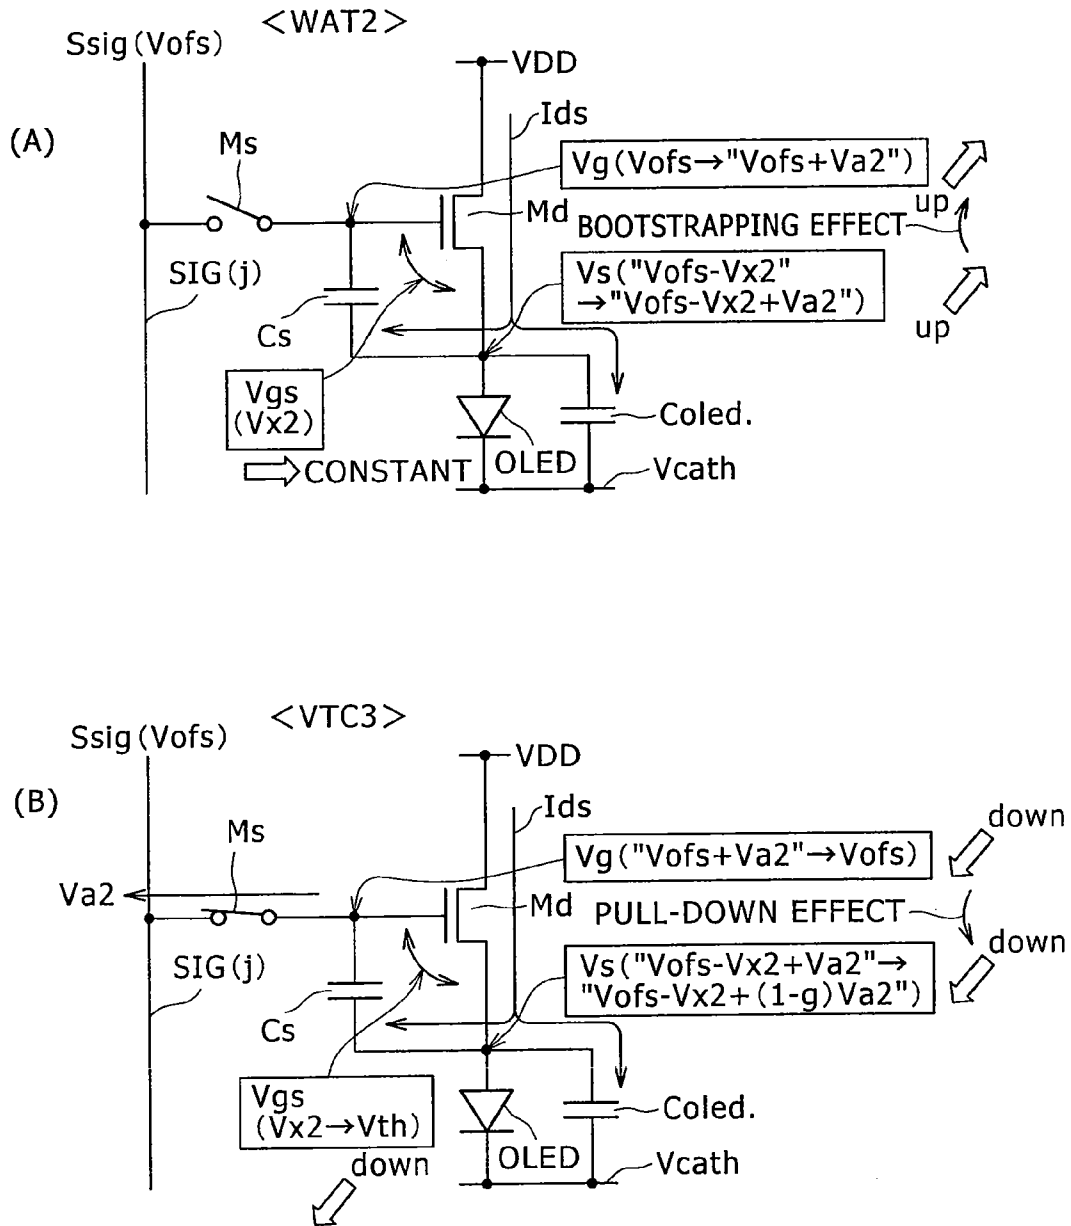 <WAT2>
Ssig(Vofs)
VDD
(A)
Ids
Ms
Vg(Vofs→"Vofs+Va2")
up
Md
BOOTSTRAPPING EFFECT
SIG(j)
Vs("Vofs-Vx2"
→"Vofs-Vx2+Va2")
up
Cs
Vgs
(Vx2)
Coled.
OLED
CONSTANT
Vcath
<VTC3>
Ssig(Vofs)
VDD
(B)
Ids
down
Ms
Vg("Vofs+Va2"→Vofs)
Va2
Md
PULL-DOWN EFFECT
down
SIG(j)
Vs("Vofs-Vx2+Va2"→
"Vofs-Vx2+(1-g)Va2")
Cs
Vgs
(Vx2→Vth)
Coled.
OLED
down
Vcath